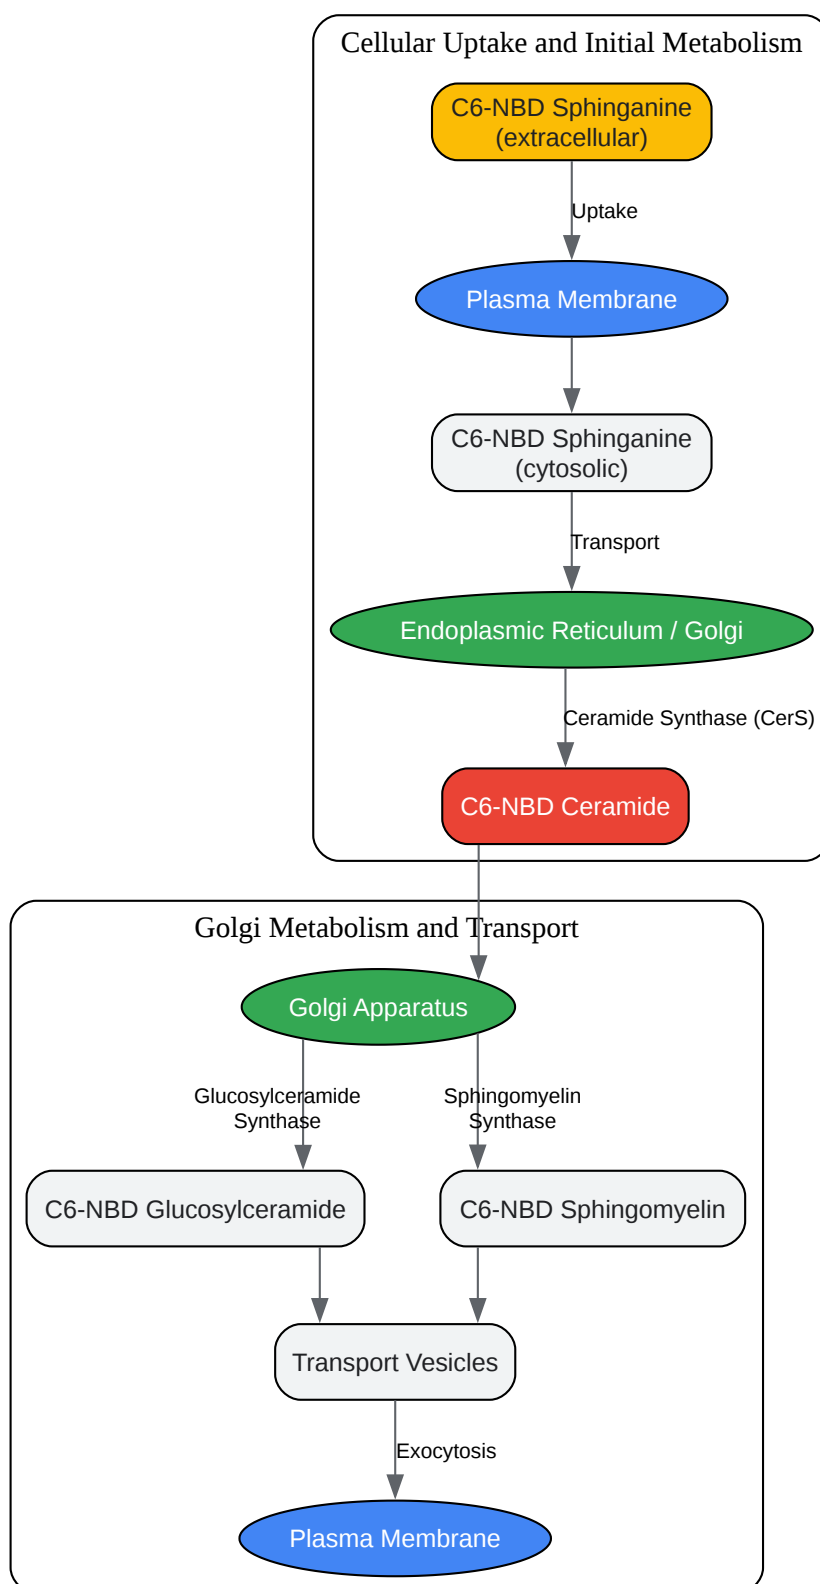 Cellular Uptake and Initial Metabolism
C6-NBD Sphinganine
(extracellular)
Uptake
Plasma Membrane
C6-NBD Sphinganine
(cytosolic)
Transport
Endoplasmic Reticulum / Golgi
Ceramide Synthase (CerS)
C6-NBD Ceramide
Golgi Metabolism and Transport
Golgi Apparatus
Glucosylceramide
Synthase
Sphingomyelin
Synthase
C6-NBD Glucosylceramide
C6-NBD Sphingomyelin
Transport Vesicles
Exocytosis
Plasma Membrane